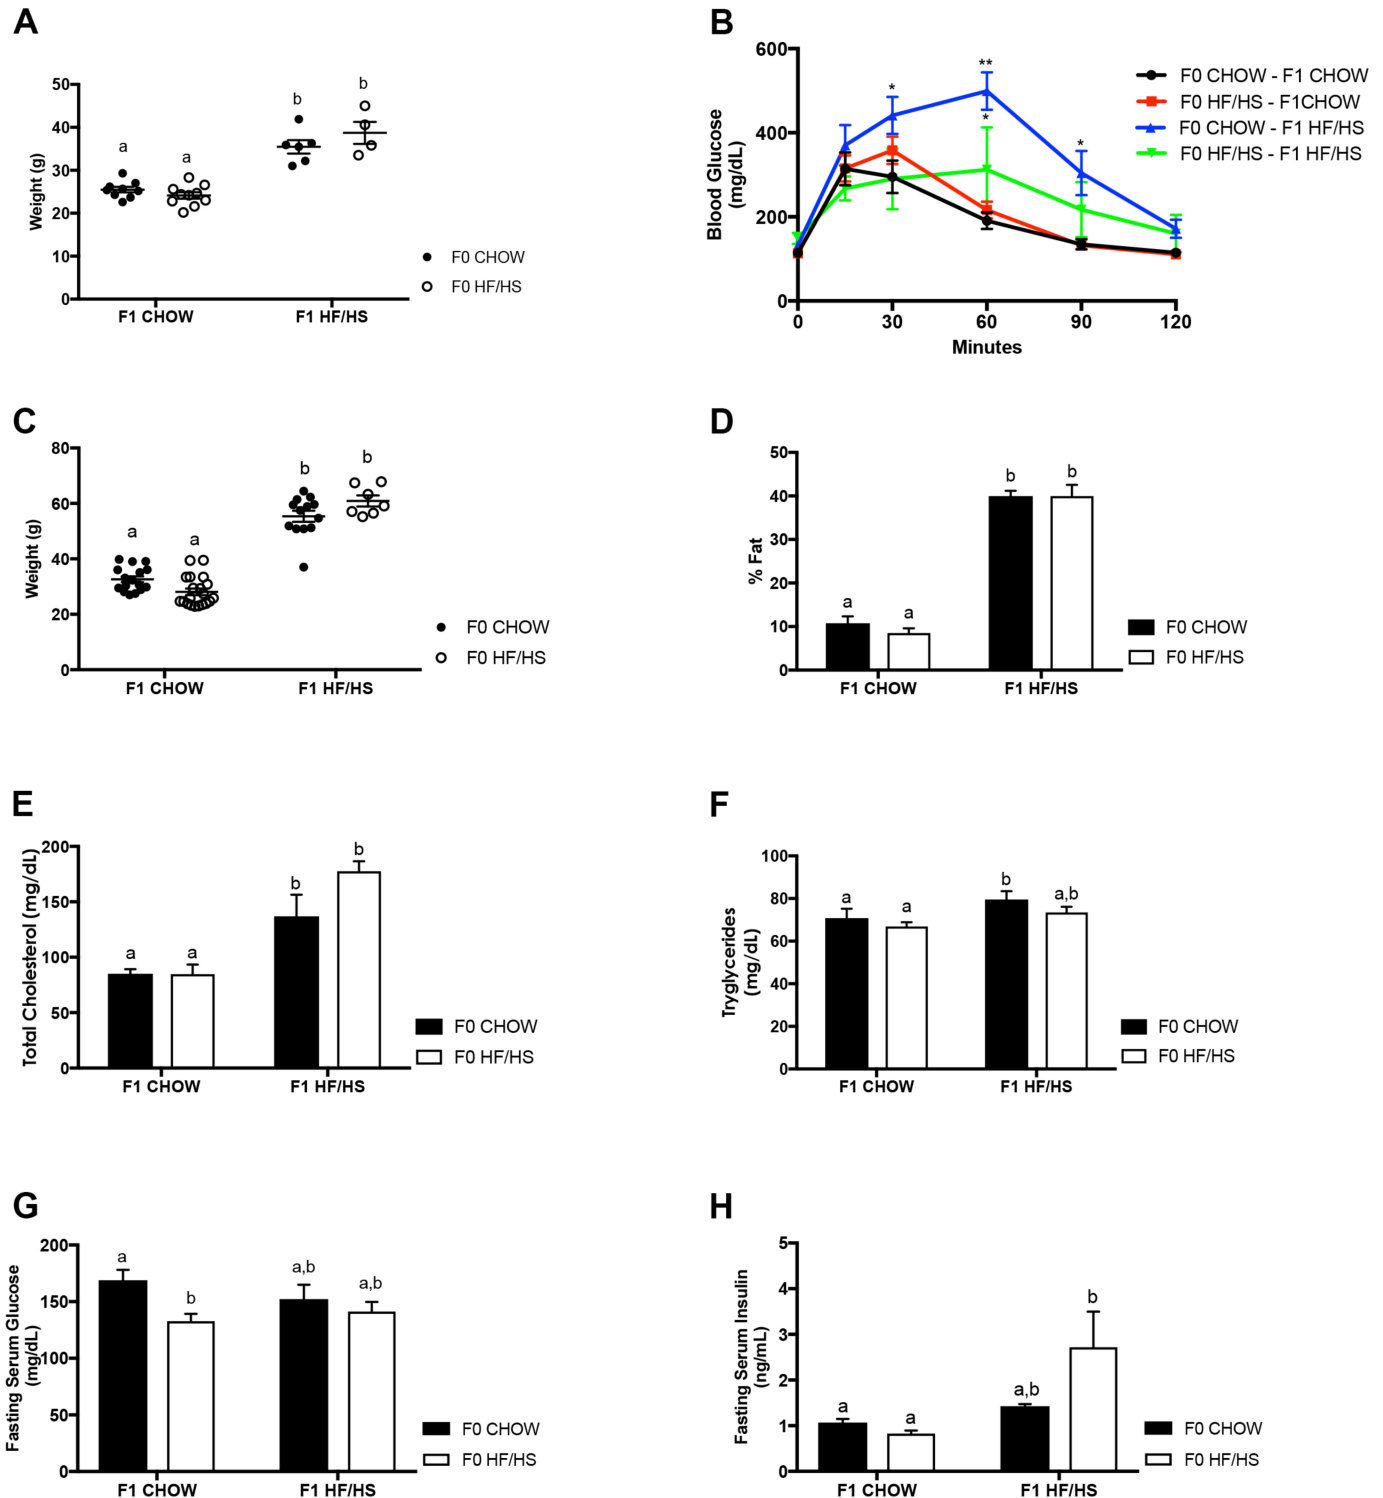 A
Weight (g)
50
40
30
20
10
0
a
a
b
b
F1 CHOW
F1 HF/HS
F0 CHOW
F0 HF/HS
B
Blood Glucose
(mg/dL)
600
400
200
0
*
**
*
*
0
30
60
90
120
Minutes
F0 CHOW - F1 CHOW
F0 HF/HS - F1CHOW
F0 CHOW - F1 HF/HS
F0 HF/HS - F1 HF/HS
C
Weight (g)
80
60
40
20
0
a
a
b
b
F1 CHOW
F1 HF/HS
F0 CHOW
F0 HF/HS
D
% Fat
50
40
30
20
10
0
a
a
b
b
F1 CHOW
F1 HF/HS
F0 CHOW
F0 HF/HS
E
Total Cholesterol (mg/dL)
200
150
100
50
0
a
a
b
b
F1 CHOW
F1 HF/HS
F0 CHOW
F0 HF/HS
F
Tryglycerides
(mg/dL)
100
80
60
40
20
0
a
a
b
a,b
F1 CHOW
F1 HF/HS
F0 CHOW
F0 HF/HS
G
Fasting Serum Glucose
(mg/dL)
200
150
100
50
0
a
b
a,b
a,b
F1 CHOW
F1 HF/HS
F0 CHOW
F0 HF/HS
H
Fasting Serum Insulin
(ng/mL)
5
4
3
2
1
0
a
a
a,b
b
F1 CHOW
F1 HF/HS
F0 CHOW
F0 HF/HS